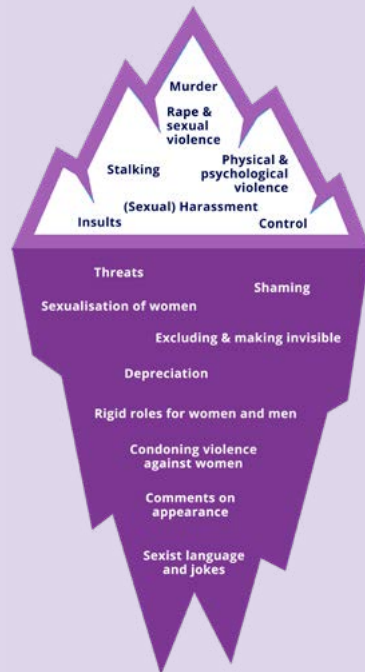 Murder
Rape &
sexual
violence
Stalking
Physical &
psychological
violence
(Sexual) Harassment
Insults
Control
Threats
Shaming
Sexualisation of women
Excluding & making invisible
Depreciation
Rigid roles for women and men
Condoning violence
against women
Comments on
appearance
Sexist language
and jokes